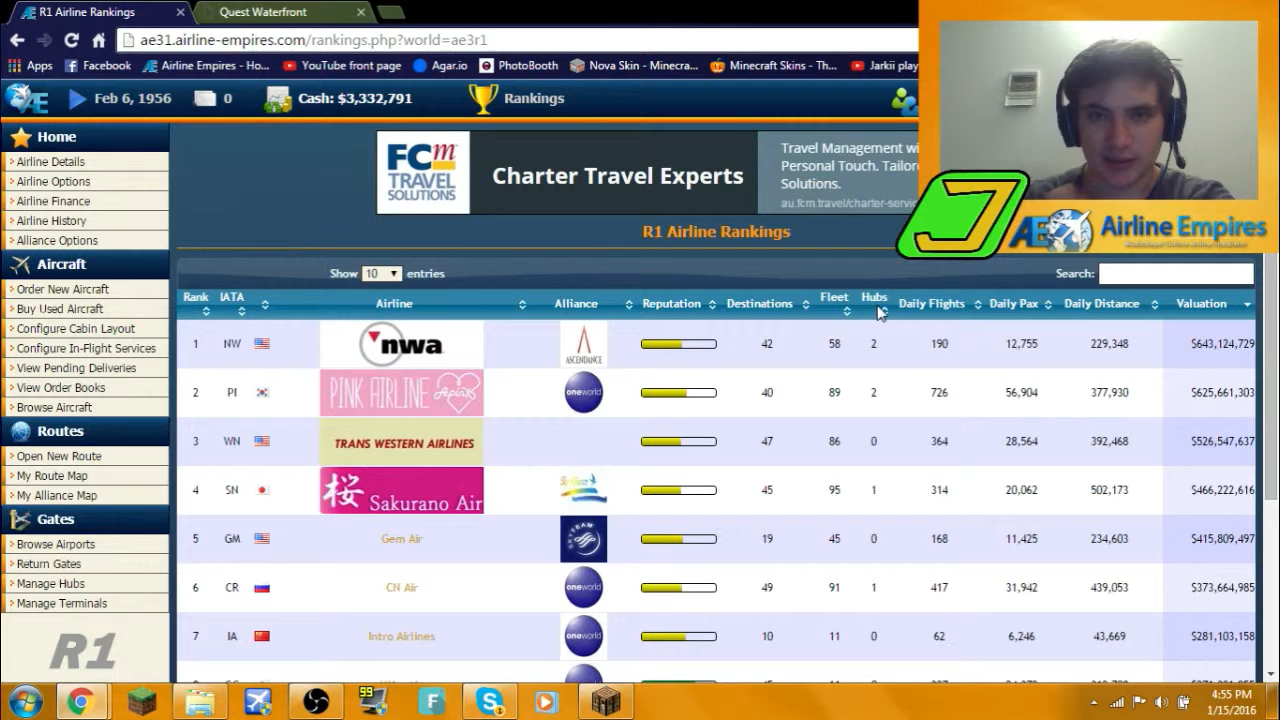 R1 Airline Rankings
Quest Waterfront
ae31.airline-empires.com/rankings.php?world=ae3r1
Apps Facebook Airline Empires - Ho... YouTube front page Agar.io PhotoBooth Nova Skin - Minecra... Minecraft Skins - Th... Jarkii play
AE Feb 6, 1956 0 Cash: $3,332,791 Rankings
Home
Airline Details
Airline Options
Airline Finance
Airline History
Alliance Options
Aircraft
Order New Aircraft
Buy Used Aircraft
Configure Cabin Layout
Configure In-Flight Services
View Pending Deliveries
View Order Books
Browse Aircraft
Routes
Open New Route
My Route Map
My Alliance Map
Gates
Browse Airports
Return Gates
Manage Hubs
Manage Terminals
R1
FCm TRAVEL SOLUTIONS
Charter Travel Experts
Travel Management wi
Personal Touch. Tailor
Solutions.
au.fcm.travel/charter-servic
J
AE Airline Empires
R1 Airline Rankings
Show 10 entries
Search:
Rank IATA Airline Alliance Reputation Destinations Fleet Hubs Daily Flights Daily Pax Daily Distance Valuation
1 NW nwa ASCENDANCE 42 58 2 190 12,755 229,348 $643,124,729
2 PI PINK AIRLINE Apink oneworld 40 89 2 726 56,904 377,930 $625,661,303
3 WN TRANS WESTERN AIRLINES 47 86 0 364 28,564 392,468 $526,547,637
4 SN 桜 Sakurano Air 45 95 1 314 20,062 502,173 $466,222,616
5 GM Gem Air SKYTEAM 19 45 0 168 11,425 234,603 $415,809,497
6 CR CN Air oneworld 49 91 1 417 31,942 439,053 $373,664,985
7 IA Intro Airlines oneworld 10 11 0 62 6,246 43,669 $281,103,158
99
F
S 1
4:55 PM
1/15/2016